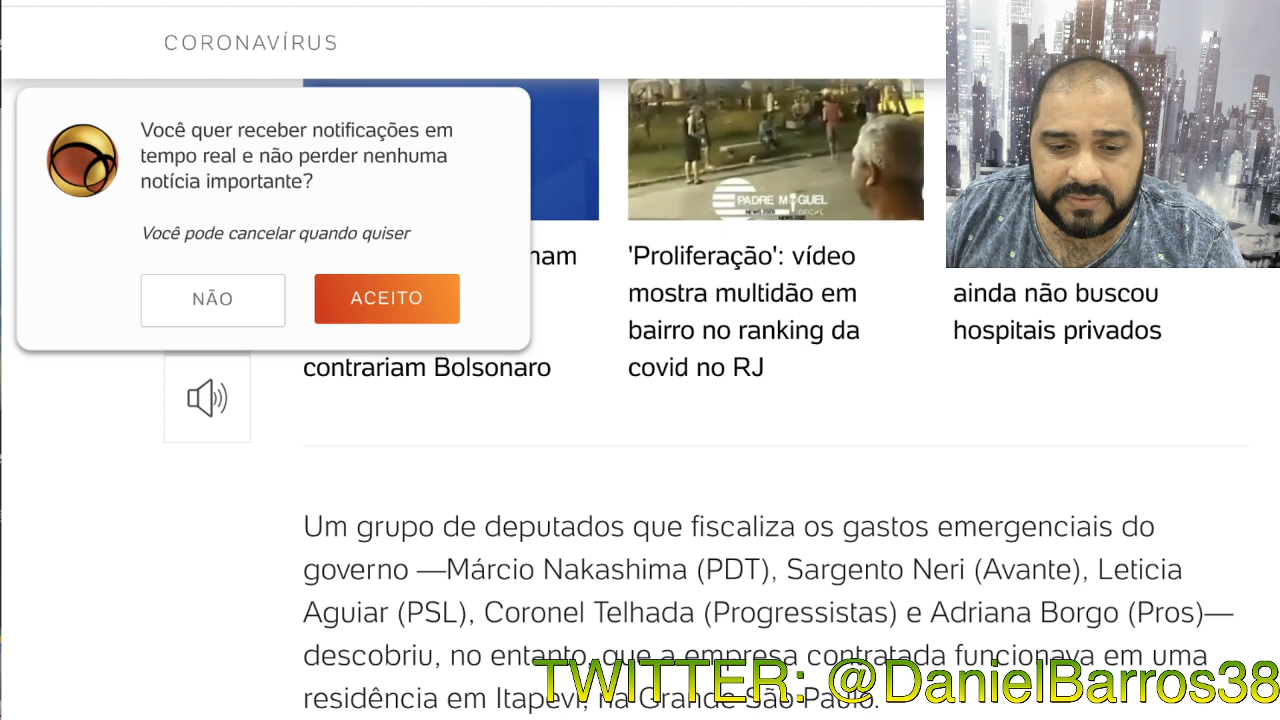 CORONAVÍRUS
Você quer receber notificações em
tempo real e não perder nenhuma
notícia importante?
Você pode cancelar quando quiser
NÃO
ACEITO
contrariam Bolsonaro
PADRE MIGUEL
NEWS 2020 OFICIAL
'Proliferação': vídeo
mostra multidão em
bairro no ranking da
covid no RJ
ainda não buscou
hospitais privados
Um grupo de deputados que fiscaliza os gastos emergenciais do
governo —Márcio Nakashima (PDT), Sargento Neri (Avante), Leticia
Aguiar (PSL), Coronel Telhada (Progressistas) e Adriana Borgo (Pros)—
descobriu, no entanto, que a empresa contratada funcionava em uma
residência em Itapevi, na Grande São Paulo.
TWITTER: @DanielBarros38